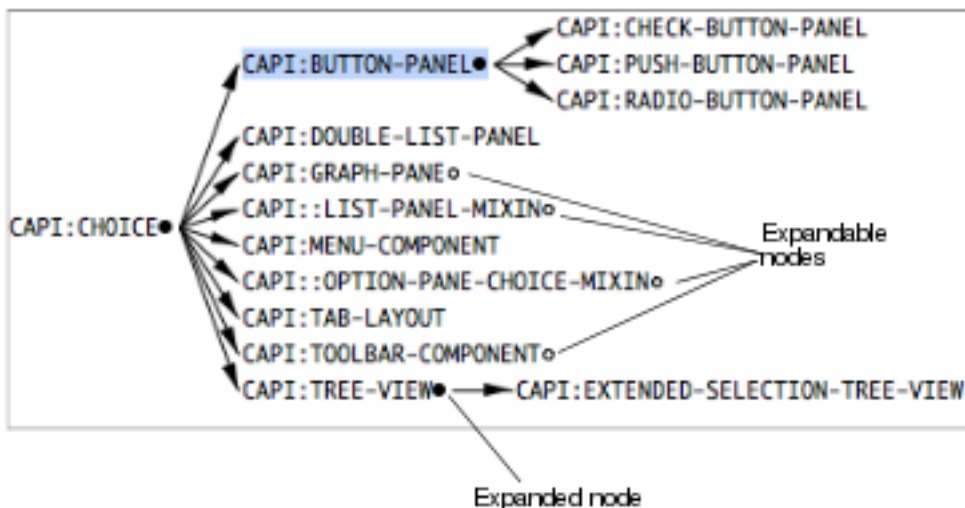 CAPI:CHECK-BUTTON-PANEL
CAPI:BUTTON-PANEL
CAPI:PUSH-BUTTON-PANEL
CAPI:RADIO-BUTTON-PANEL
CAPI:DOUBLE-LIST-PANEL
CAPI:GRAPH-PANE
CAPI::LIST-PANEL-MIXIN
CAPI:CHOICE
CAPI:MENU-COMPONENT
Expandable
nodes
CAPI::OPTION-PANE-CHOICE-MIXIN
CAPI:TAB-LAYOUT
CAPI:TOOLBAR-COMPONENT
CAPI:TREE-VIEW
CAPI:EXTENDED-SELECTION-TREE-VIEW
Expanded node